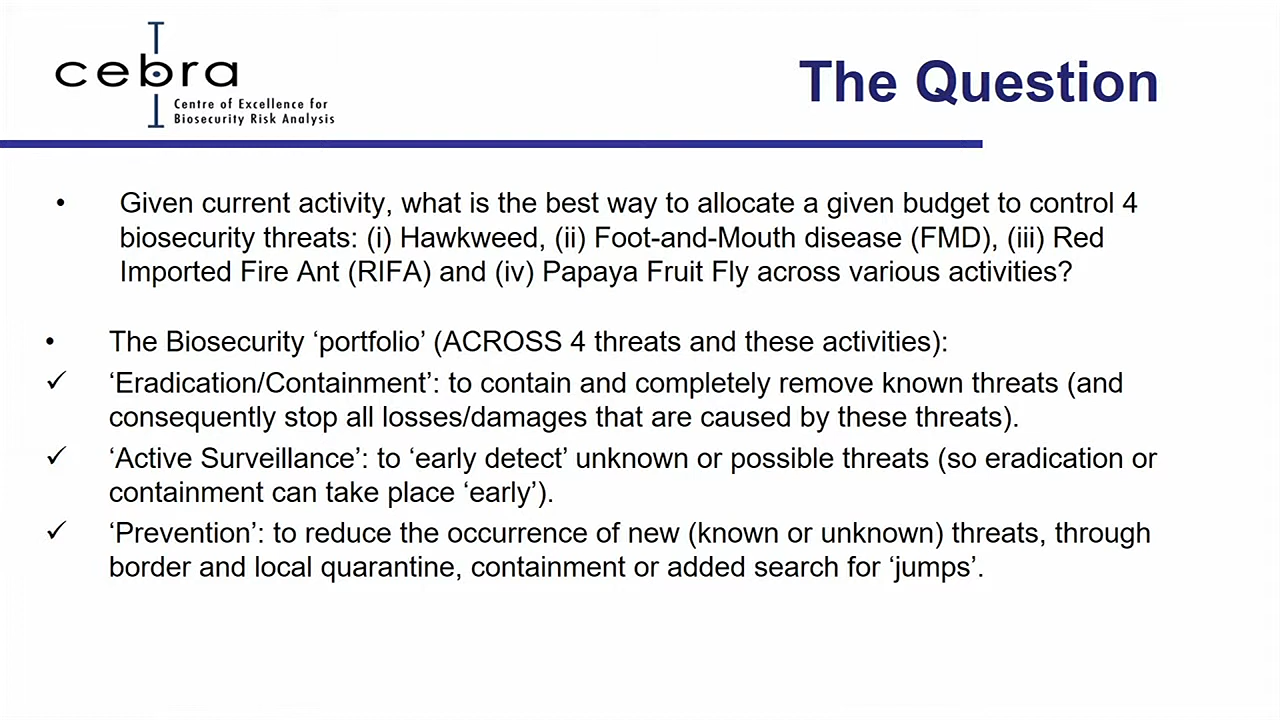 cebra
Centre of Excellence for
Biosecurity Risk Analysis
The Question
• Given current activity, what is the best way to allocate a given budget to control 4
biosecurity threats: (i) Hawkweed, (ii) Foot-and-Mouth disease (FMD), (iii) Red
Imported Fire Ant (RIFA) and (iv) Papaya Fruit Fly across various activities?
• The Biosecurity ‘portfolio’ (ACROSS 4 threats and these activities):
✓ ‘Eradication/Containment’: to contain and completely remove known threats (and
consequently stop all losses/damages that are caused by these threats).
✓ ‘Active Surveillance’: to ‘early detect’ unknown or possible threats (so eradication or
containment can take place ‘early’).
✓ ‘Prevention’: to reduce the occurrence of new (known or unknown) threats, through
border and local quarantine, containment or added search for ‘jumps’.